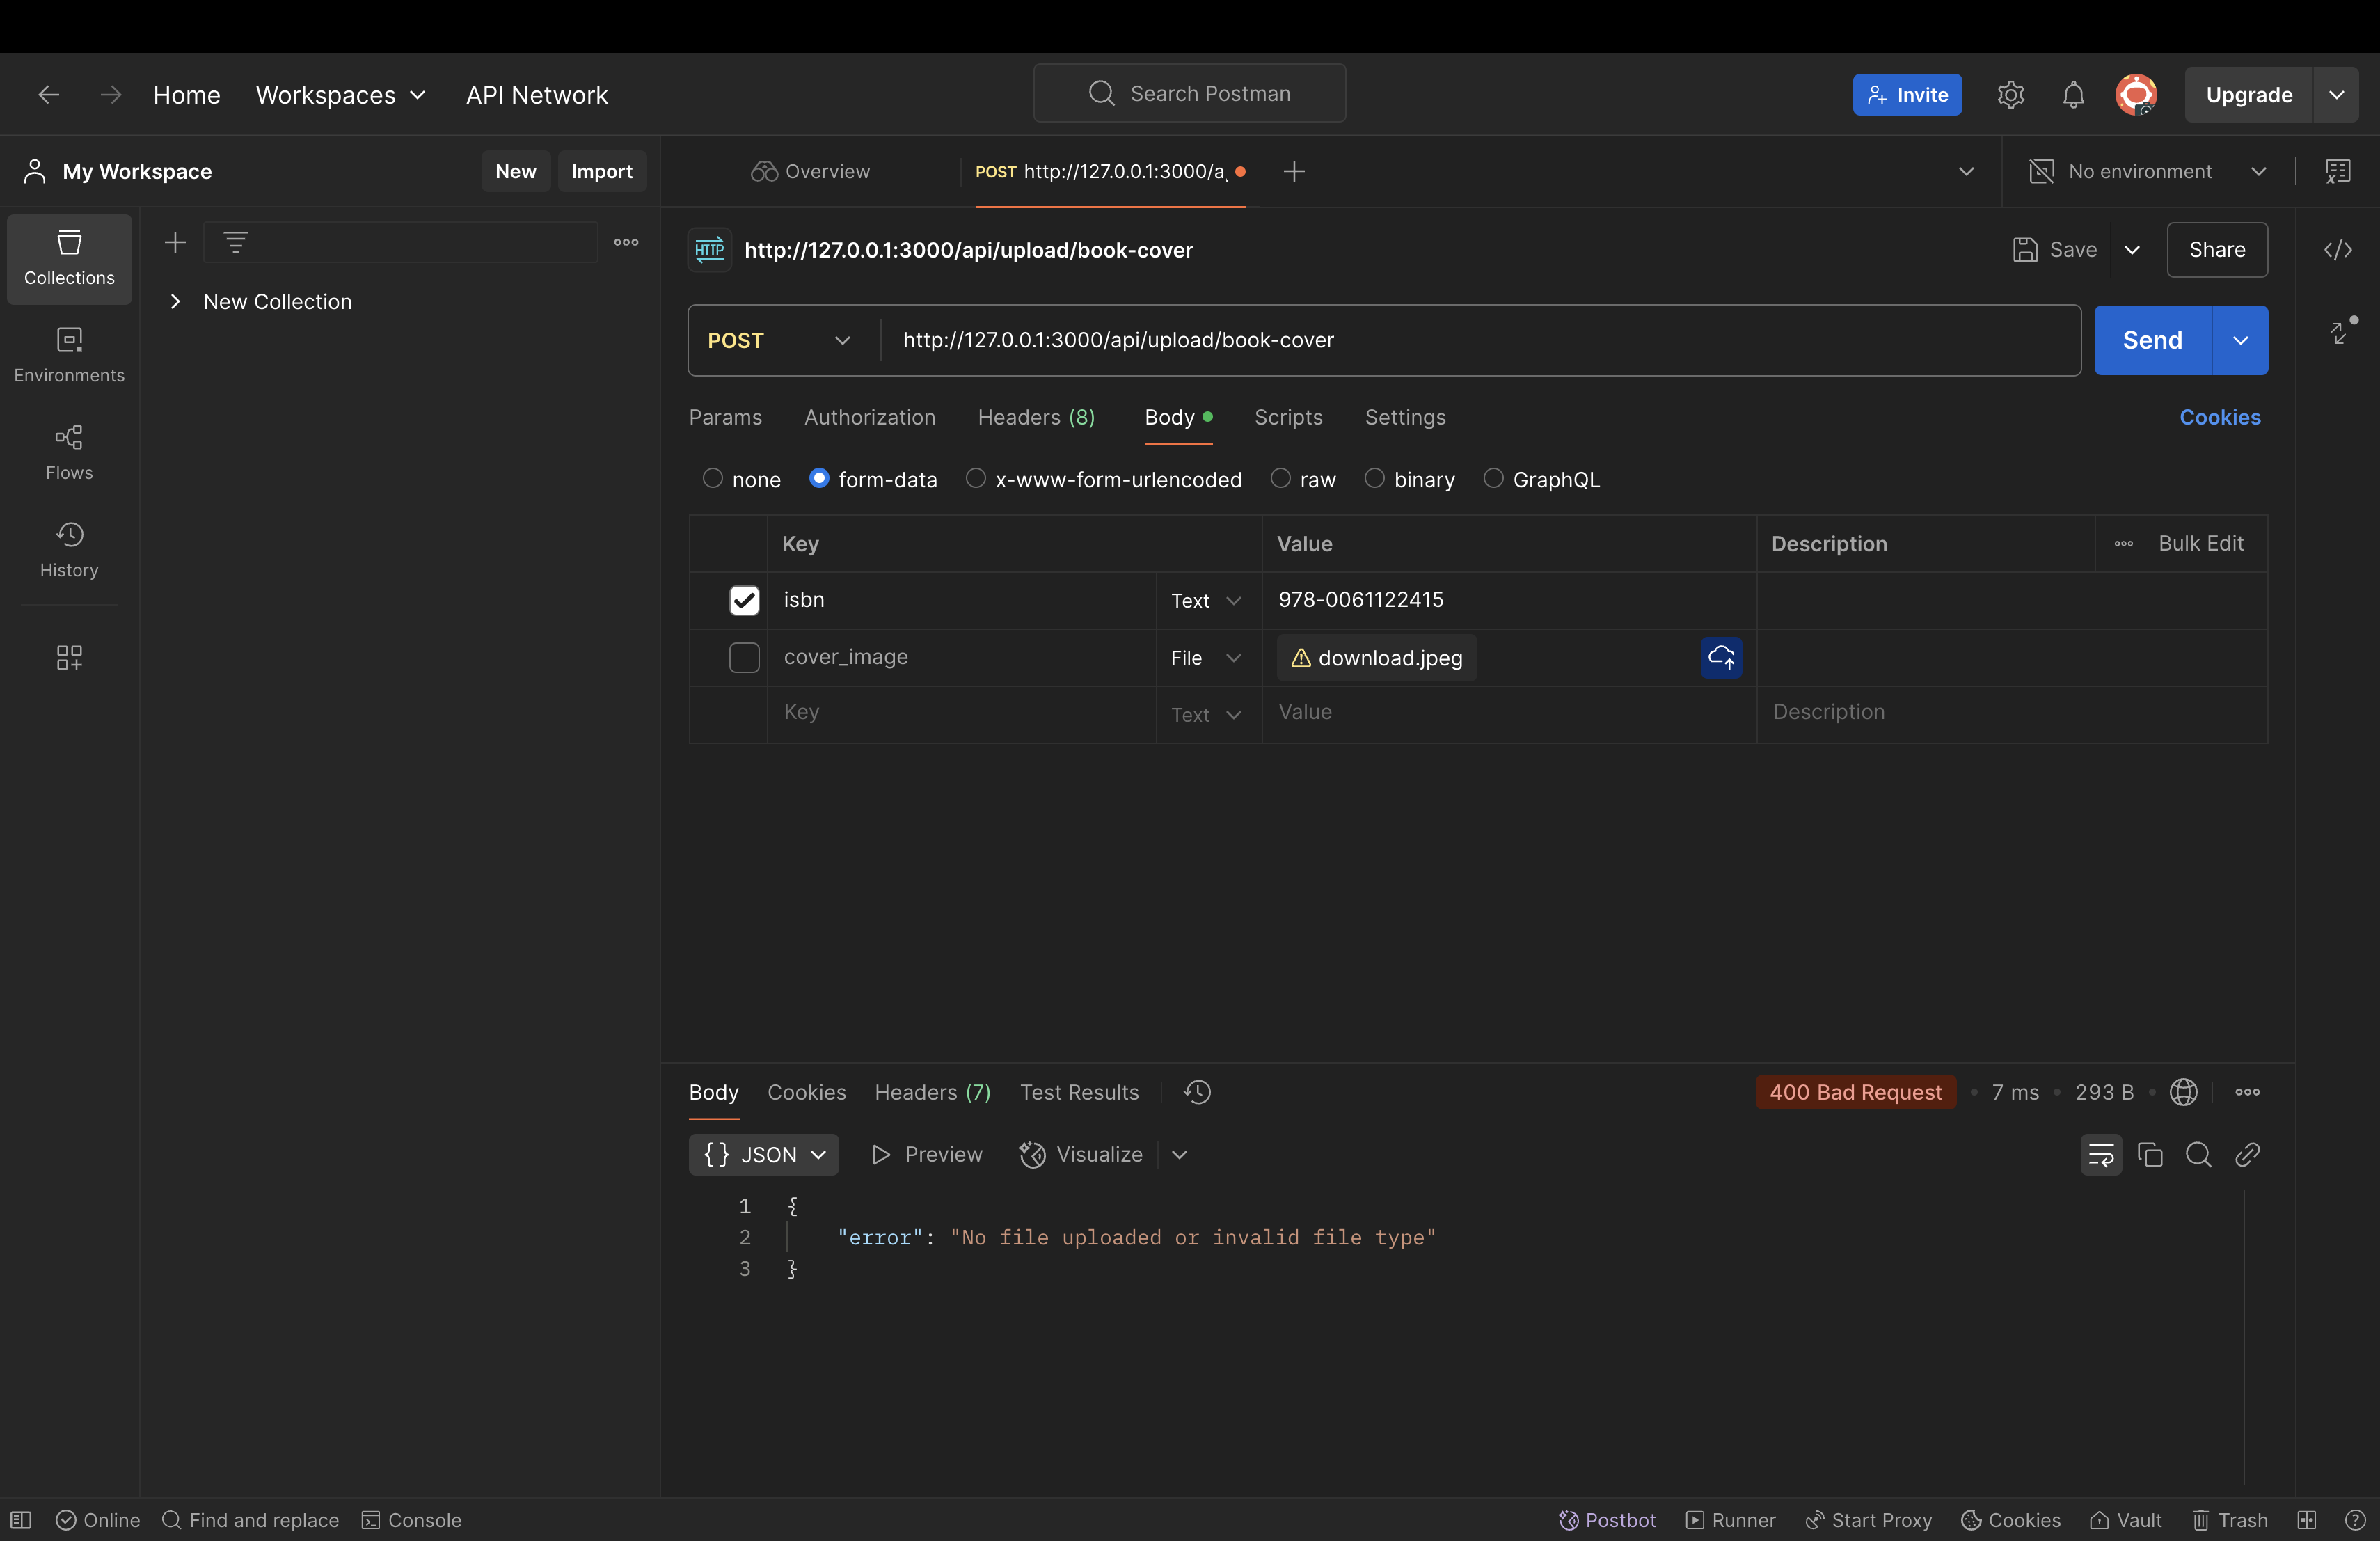 Home Workspaces API Network Search Postman Invite Upgrade
My Workspace New Import Overview POST http://127.0.0.1:3000/a No environment
Collections
Environments
Flows
History
New Collection
HTTP http://127.0.0.1:3000/api/upload/book-cover Save Share
POST http://127.0.0.1:3000/api/upload/book-cover Send
Params Authorization Headers (8) Body Scripts Settings Cookies
none form-data x-www-form-urlencoded raw binary GraphQL
Key Value Description Bulk Edit
isbn Text 978-0061122415
cover_image File download.jpeg
Key Text Value Description
Body Cookies Headers (7) Test Results 400 Bad Request 7 ms 293 B
{} JSON Preview Visualize
1 {
2 "error": "No file uploaded or invalid file type"
3 }
Online Find and replace Console Postbot Runner Start Proxy Cookies Vault Trash